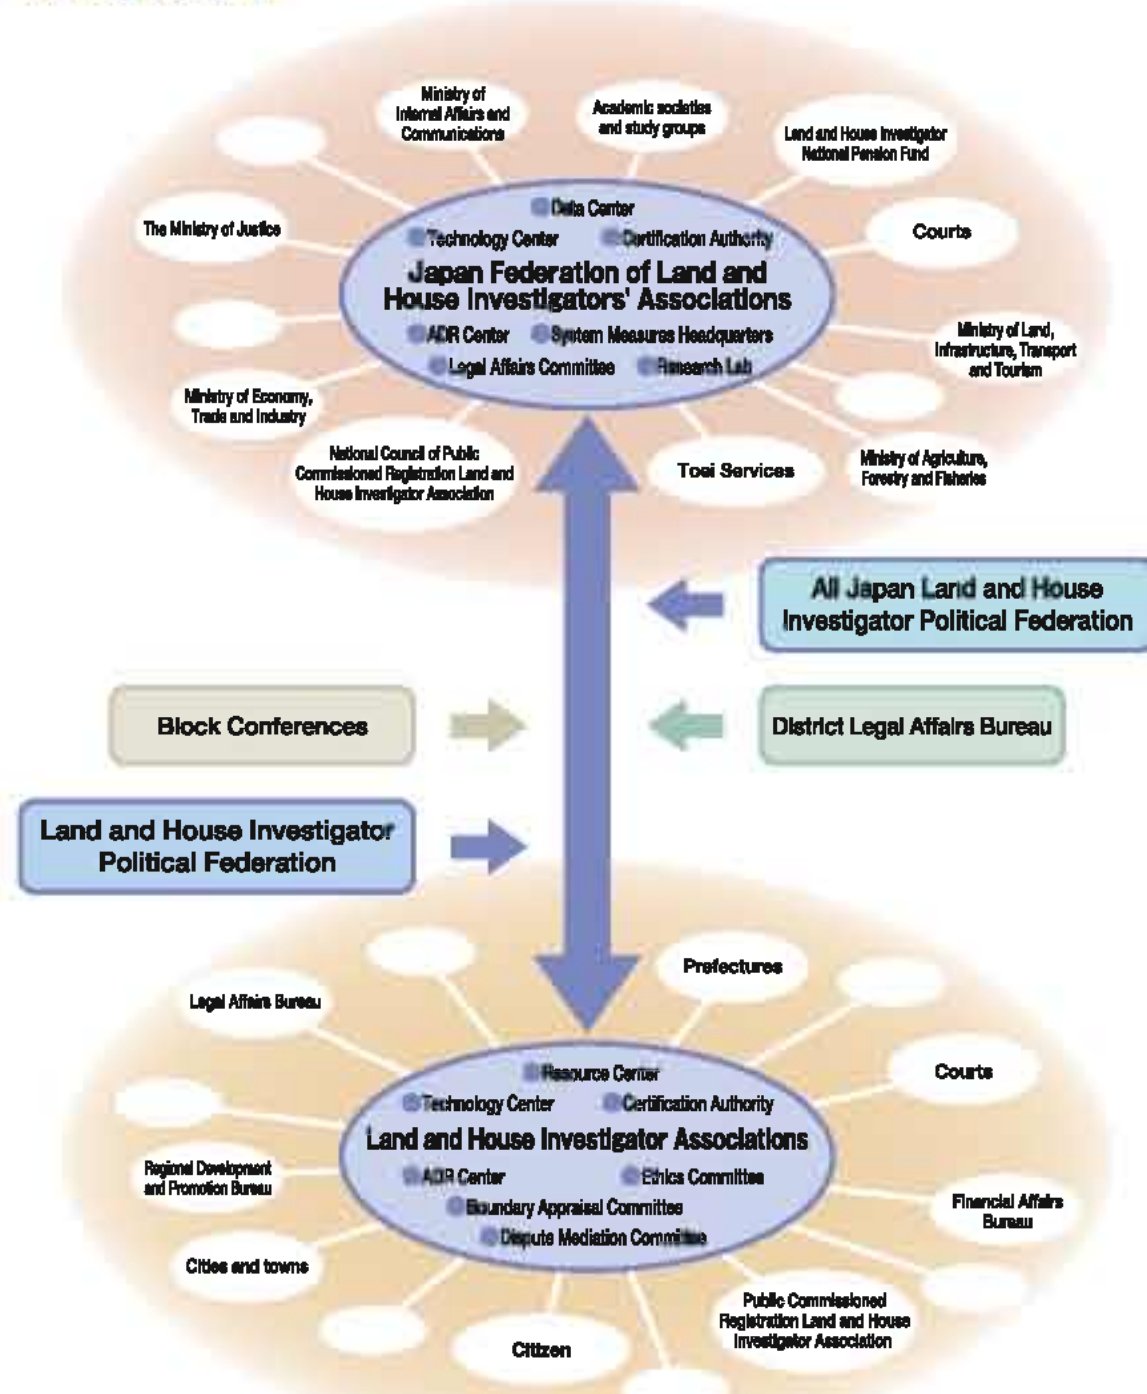 Ministry of
Internal Affairs and
Communications
Academic societies
and study groups
Land and House Investigator
National Pension Fund
The Ministry of Justice
Courts
Data Center
Technology Center
Certification Authority
Japan Federation of Land and
House Investigators' Associations
ADR Center
System Measures Headquarters
Legal Affairs Committee
Research Lab
Ministry of Land,
Infrastructure, Transport
and Tourism
Ministry of Economy,
Trade and Industry
National Council of Public
Commissioned Registration Land and
House Investigator Association
Tosi Services
Ministry of Agriculture,
Forestry and Fisheries
All Japan Land and House
Investigator Political Federation
Block Conferences
District Legal Affairs Bureau
Land and House Investigator
Political Federation
Prefectures
Legal Affairs Bureau
Courts
Resource Center
Technology Center
Certification Authority
Land and House Investigator Associations
ADR Center
Ethics Committee
Boundary Appraisal Committee
Dispute Mediation Committee
Regional Development
and Promotion Bureau
Financial Affairs
Bureau
Cities and towns
Public Commissioned
Registration Land and House
Investigator Association
Citizen